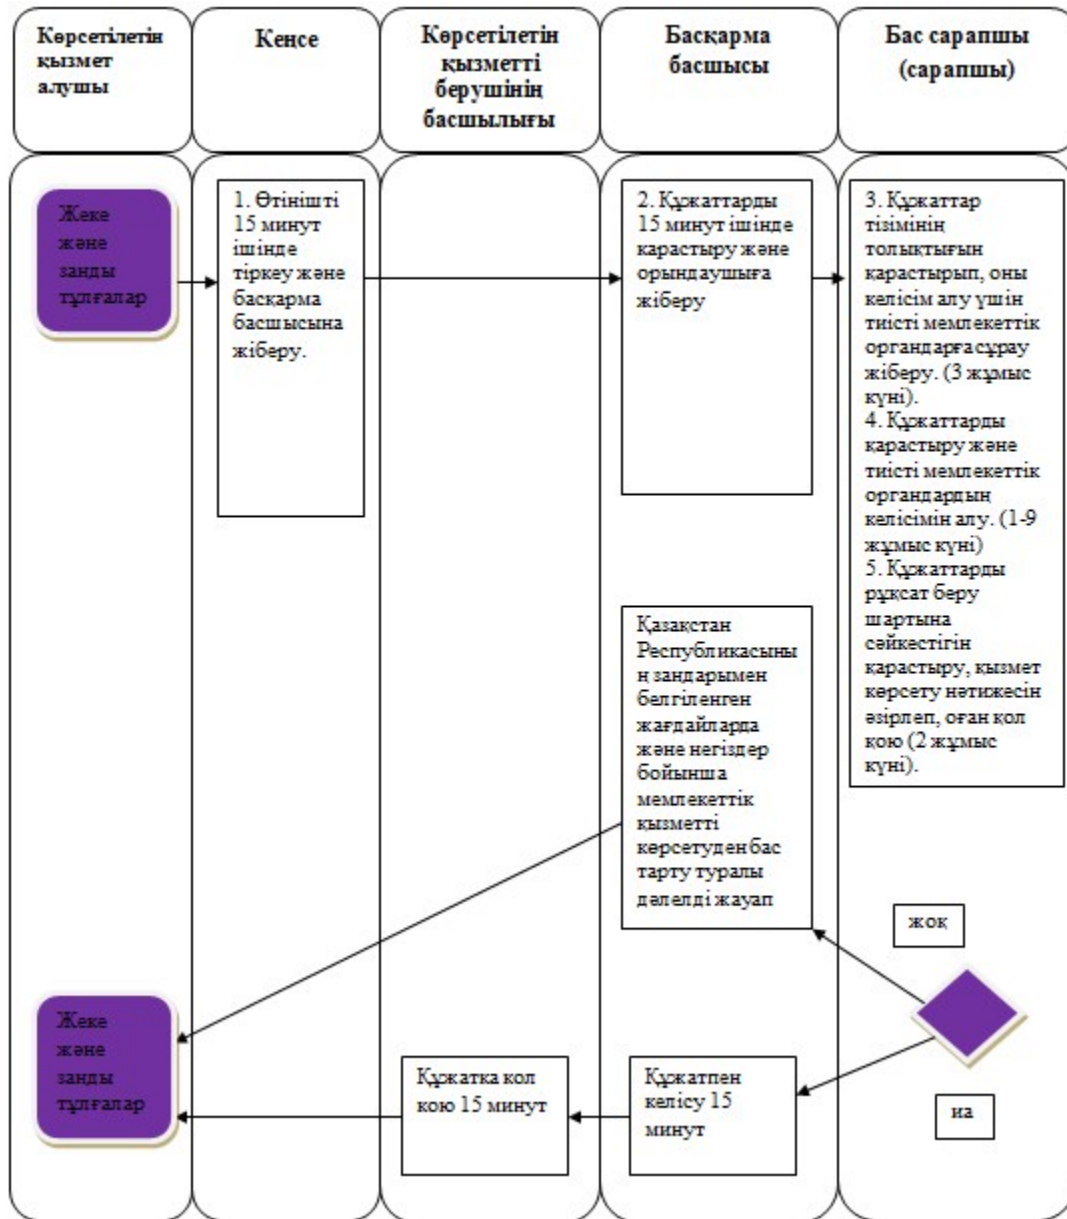 Көрсетілетін
қызмет
алушы
Кеңсе
Көрсетілетін
қызметті
берушінің
басшылығы
Басқарма
басшысы
Бас сарапшы
(сарапшы)
Жеке
және
заңды
тұлғалар
1. Өтінішті
15 минут
ішінде
тіркеу және
басқарма
басшысына
жіберу.
2. Құжаттарды
15 минут ішінде
қарастыру және
орындаушыға
жіберу
3. Құжаттар
тізімінің
толықтығын
қарастырып, оны
келісім алу үшін
тиісті мемлекеттік
органдарға сұрау
жіберу. (3 жұмыс
күні).
4. Құжаттарды
қарастыру және
тиісті мемлекеттік
органдардың
келісімін алу. (1-9
жұмыс күні)
5. Құжаттарды
рұқсат беру
шартына
сәйкестігін
қарастыру, қызмет
көрсету нәтижесін
әзірлеп, оған қол
қою (2 жұмыс
күні).
Қазақстан
Республикасының
ң заңдарымен
белгіленген
жағдайларда
және негіздер
бойынша
мемлекеттік
қызметті
көрсетуден бас
тарту туралы
дәлелді жауап
жоқ
Жеке
және
заңды
тұлғалар
Құжатка кол
кою 15 минут
Құжатпен
келісу 15
минут
иа